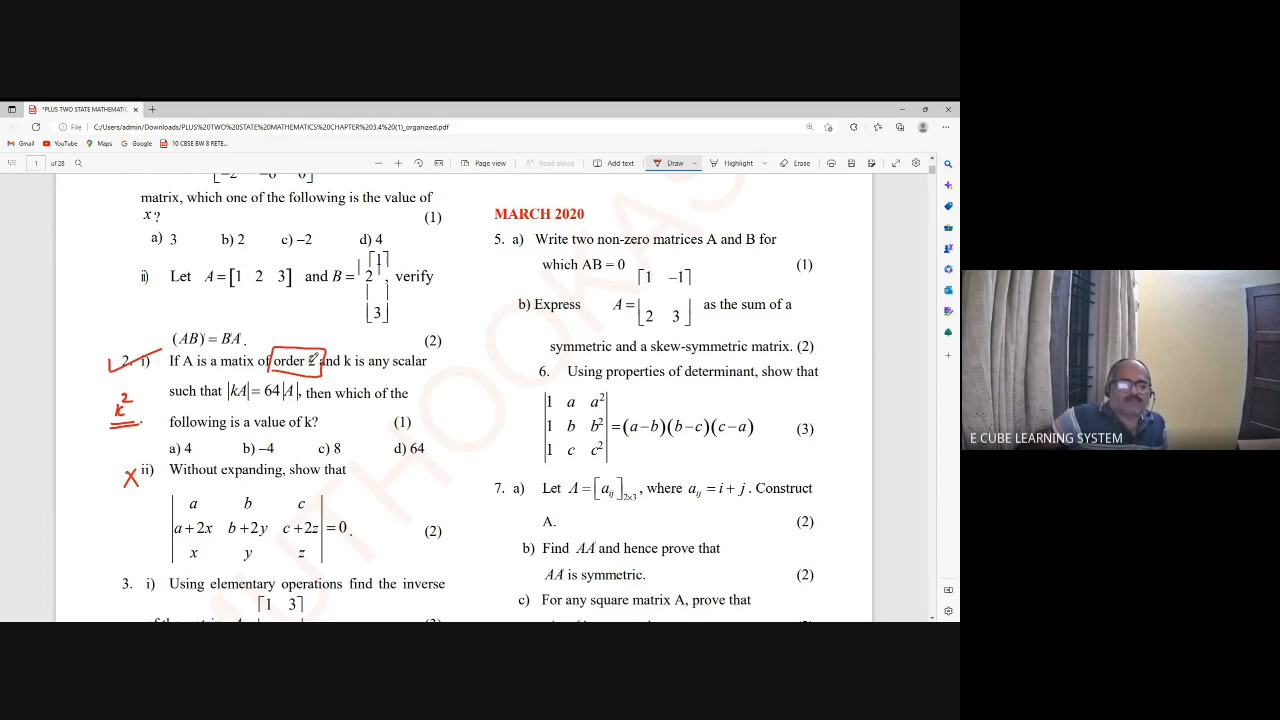 *PLUS TWO STATE MATHEMATIC
File C:/Users/admin/Downloads/PLUS%20TWO%20STATE%20MATHEMATICS%20CHAPTER%203.4%20(1)_organized.pdf
Gmail YouTube Maps Google 10 CBSE BW 8 RETE...
1 of 28 Page view Read aloud Add text Draw Highlight Erase
[−2 −6 0]
matrix, which one of the following is the value of
x? (1)
a) 3 b) 2 c) −2 d) 4
ii) Let A = [1 2 3] and B = [1 2 3], verify
(AB)' = B'A'. (2)
2. i) If A is a matix of order 2 and k is any scalar
such that |kA| = 64|A|, then which of the
k²
following is a value of k? (1)
a) 4 b) −4 c) 8 d) 64
X ii) Without expanding, show that
| a b c |
| a+2x b+2y c+2z | = 0. (2)
| x y z |
3. i) Using elementary operations find the inverse
[1 3]
MARCH 2020
5. a) Write two non-zero matrices A and B for
which AB = 0 (1)
[1 −1]
b) Express A = as the sum of a
[2 3]
symmetric and a skew-symmetric matrix. (2)
6. Using properties of determinant, show that
| 1 a a² |
| 1 b b² | = (a−b)(b−c)(c−a) (3)
| 1 c c² |
7. a) Let A = [aᵢⱼ]₂ₓ₃, where aᵢⱼ = i + j. Construct
A. (2)
b) Find AA' and hence prove that
AA' is symmetric. (2)
c) For any square matrix A, prove that
E CUBE LEARNING SYSTEM